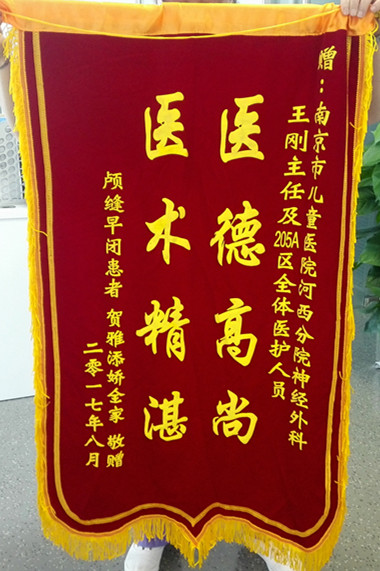 赠：南京市儿童医院河西分院神经外科
王刚主任及205A区全体医护人员
医德高尚
医术精湛
颅缝早闭患者 贺雅添娇全家 敬赠
二零一七年八月